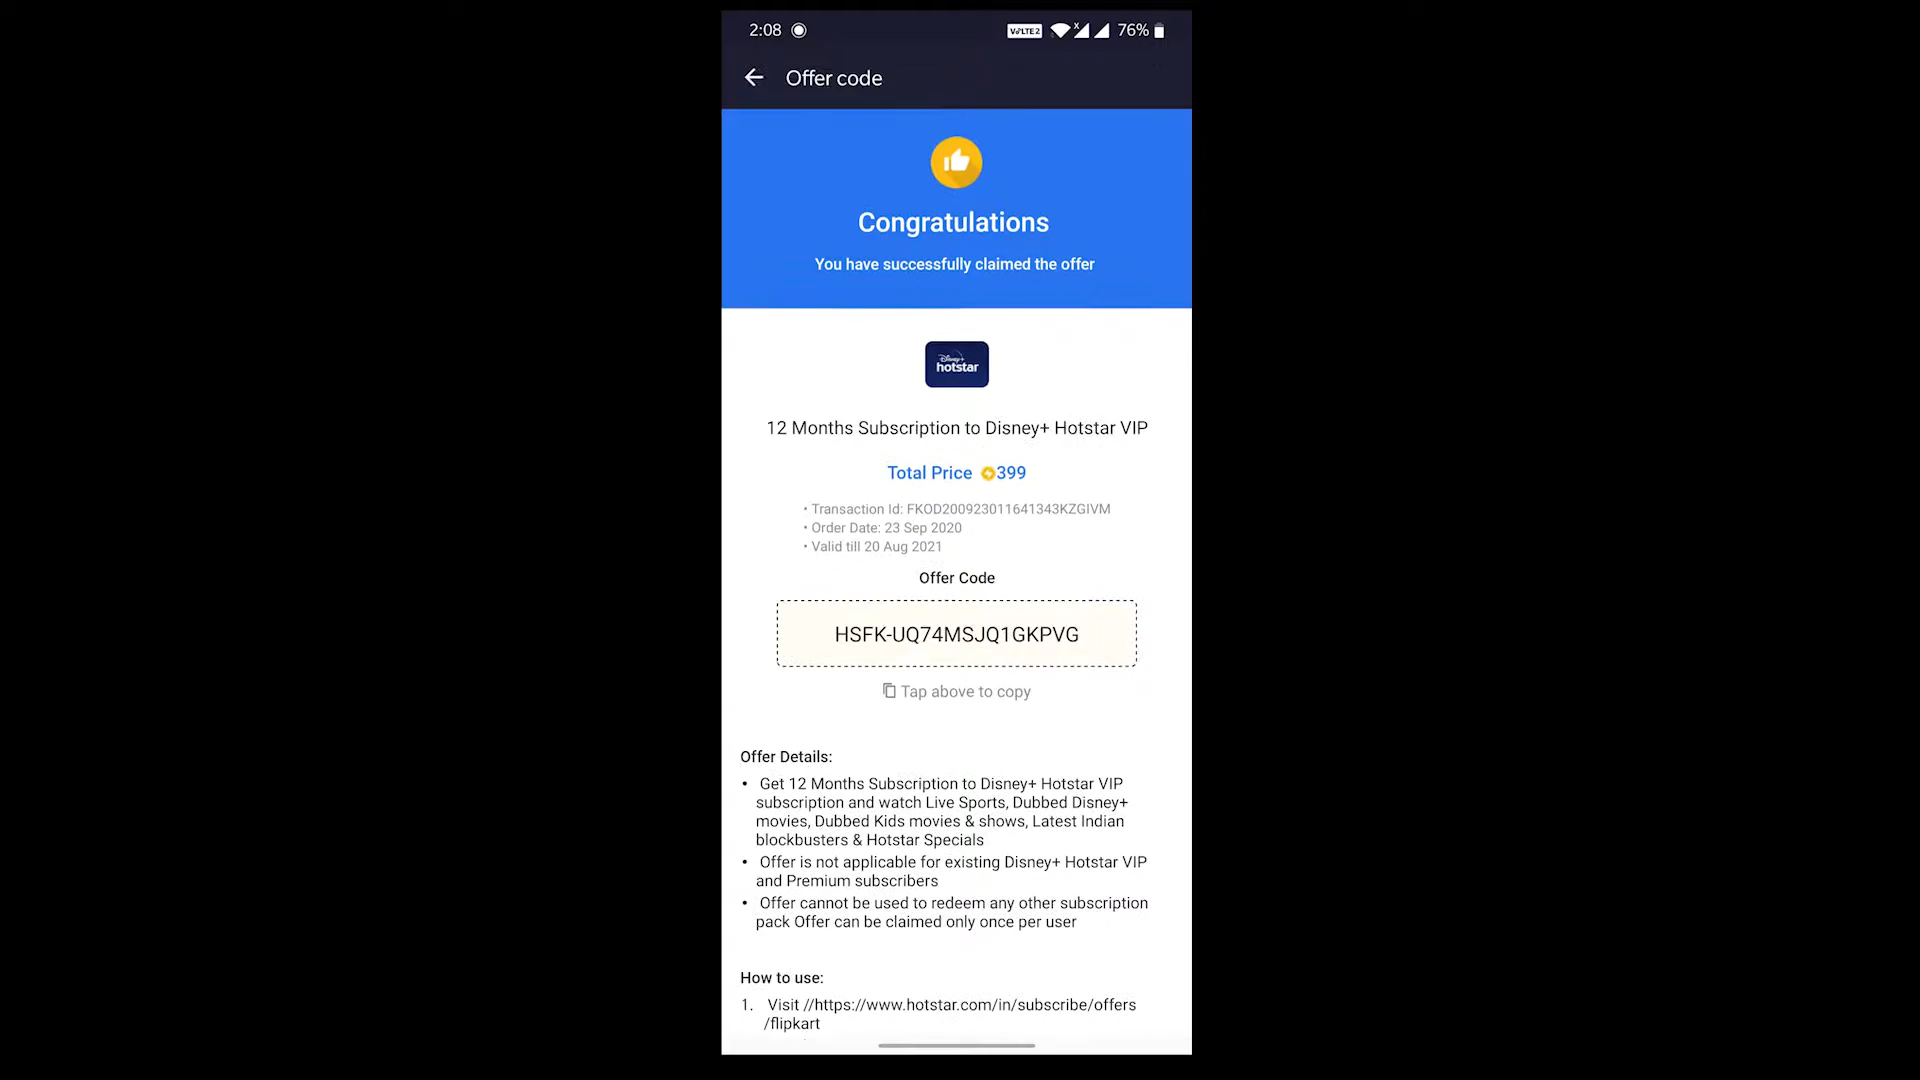 2:08
VoLTE2 x 76%
Offer code
Congratulations
You have successfully claimed the offer
Disney+
hotstar
12 Months Subscription to Disney+ Hotstar VIP
Total Price 399
• Transaction Id: FKOD200923011641343KZGIVM
• Order Date: 23 Sep 2020
• Valid till 20 Aug 2021
Offer Code
HSFK-UQ74MSJQ1GKPVG
Tap above to copy
Offer Details:
• Get 12 Months Subscription to Disney+ Hotstar VIP
subscription and watch Live Sports, Dubbed Disney+
movies, Dubbed Kids movies & shows, Latest Indian
blockbusters & Hotstar Specials
• Offer is not applicable for existing Disney+ Hotstar VIP
and Premium subscribers
• Offer cannot be used to redeem any other subscription
pack Offer can be claimed only once per user
How to use:
1. Visit //https://www.hotstar.com/in/subscribe/offers
/flipkart